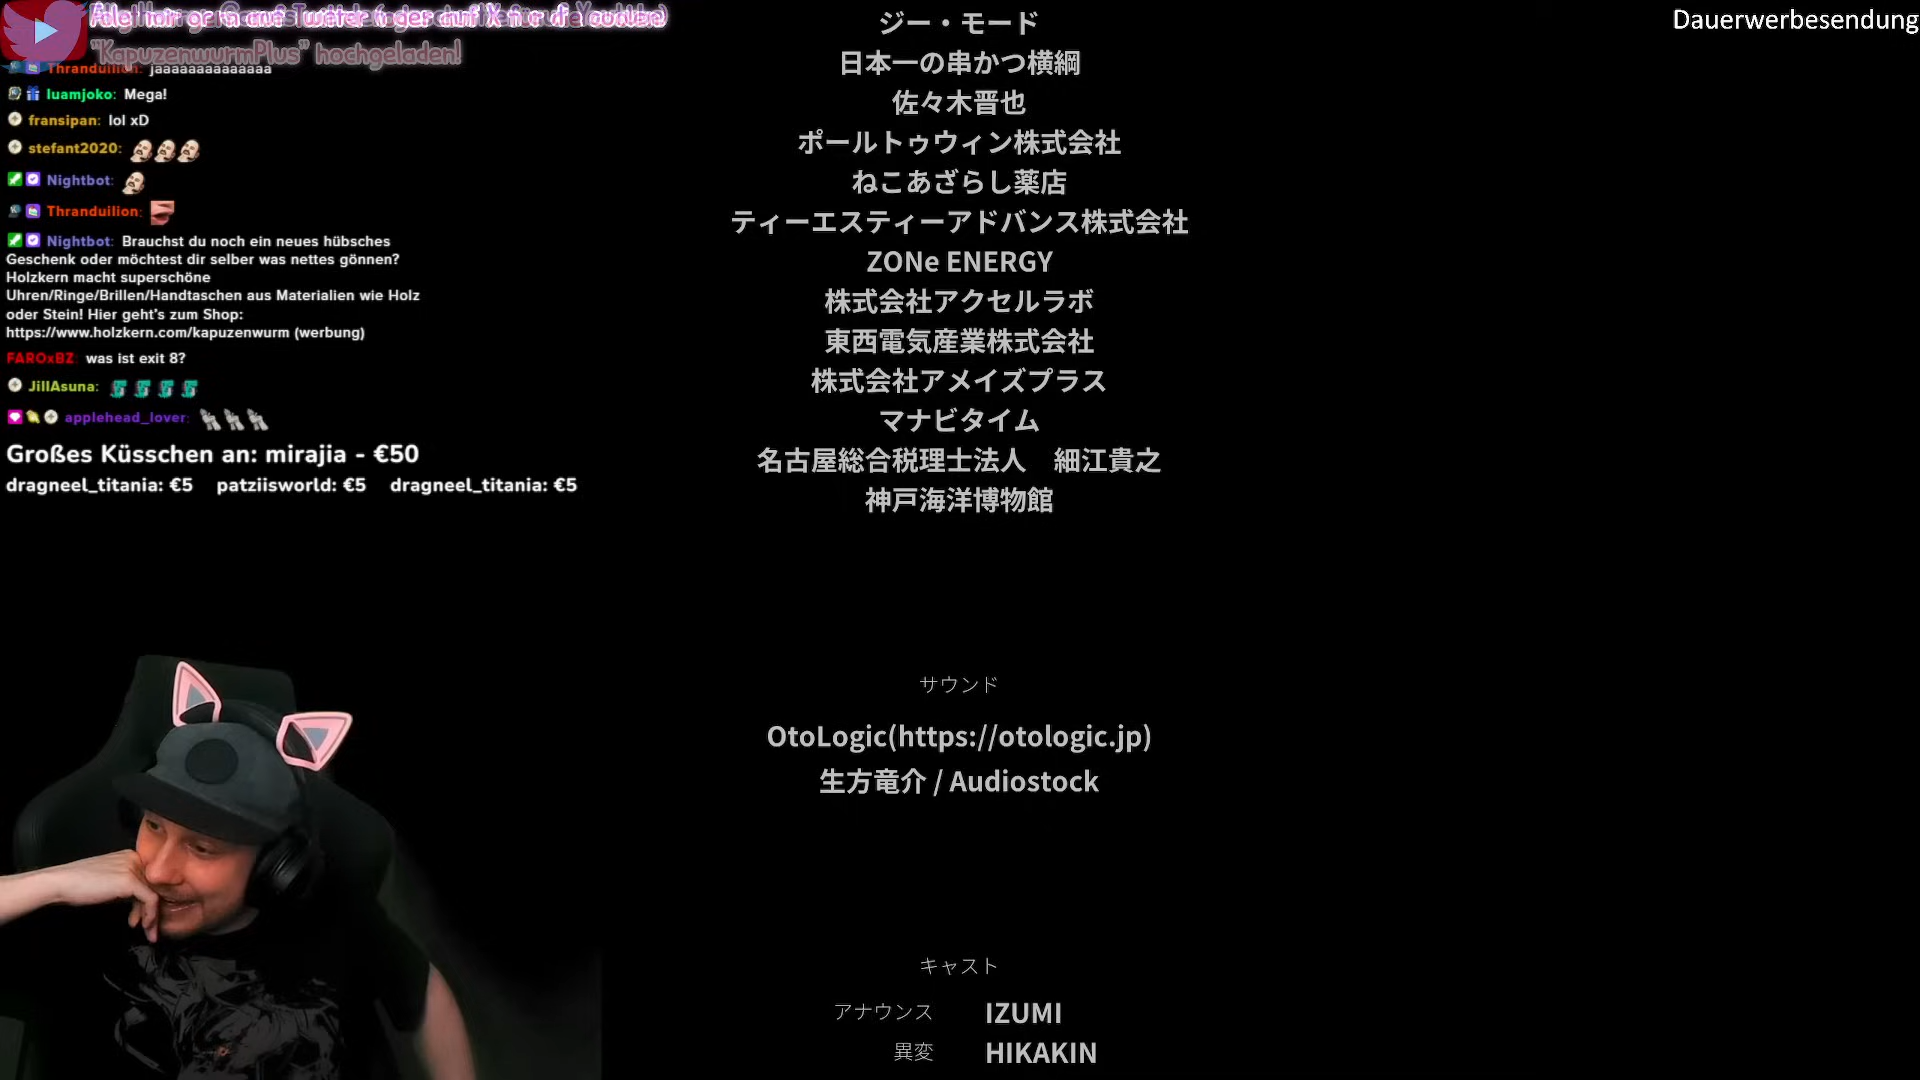 "KapuzenwurmPlus" hochgeladen!
Thranduilion: jaaaaaaaaaaaaaa
luamjoko: Mega!
fransipan: lol xD
stefant2020:
Nightbot:
Thranduilion:
Nightbot: Brauchst du noch ein neues hübsches
Geschenk oder möchtest dir selber was nettes gönnen?
Holzkern macht superschöne
Uhren/Ringe/Brillen/Handtaschen aus Materialien wie Holz
oder Stein! Hier geht's zum Shop:
https://www.holzkern.com/kapuzenwurm (werbung)
FAROxBZ: was ist exit 8?
JillAsuna:
applehead_lover:
Großes Küsschen an: mirajia - €50
dragneel_titania: €5 patziisworld: €5 dragneel_titania: €5
ジー・モード
日本一の串かつ横綱
佐々木晋也
ポールトゥウィン株式会社
ねこあざらし薬店
ティーエスティーアドバンス株式会社
ZONe ENERGY
株式会社アクセルラボ
東西電気産業株式会社
株式会社アメイズプラス
マナビタイム
名古屋総合税理士法人　細江貴之
神戸海洋博物館
サウンド
OtoLogic(https://otologic.jp)
生方竜介 / Audiostock
キャスト
アナウンス IZUMI
異変 HIKAKIN
Dauerwerbesendung